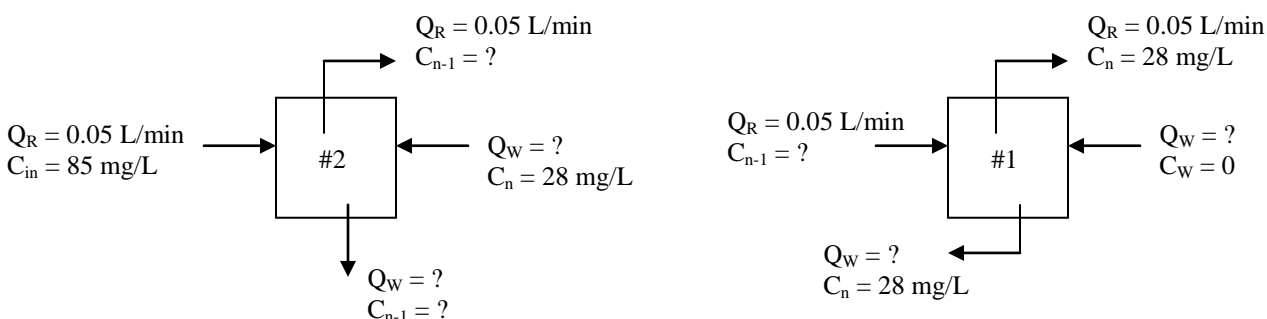 Q_R = 0.05 L/min
C_n-1 = ?
Q_R = 0.05 L/min
C_in = 85 mg/L
#2
Q_W = ?
C_n = 28 mg/L
Q_W = ?
C_n-1 = ?
Q_R = 0.05 L/min
C_n = 28 mg/L
Q_R = 0.05 L/min
C_n-1 = ?
#1
Q_W = ?
C_W = 0
Q_W = ?
C_n = 28 mg/L